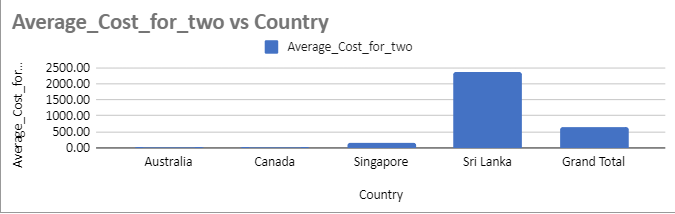 Average_Cost_for_two vs Country
Average_Cost_for_two
Average_Cost_for...
2500.00
2000.00
1500.00
1000.00
500.00
0.00
Australia Canada Singapore Sri Lanka Grand Total
Country